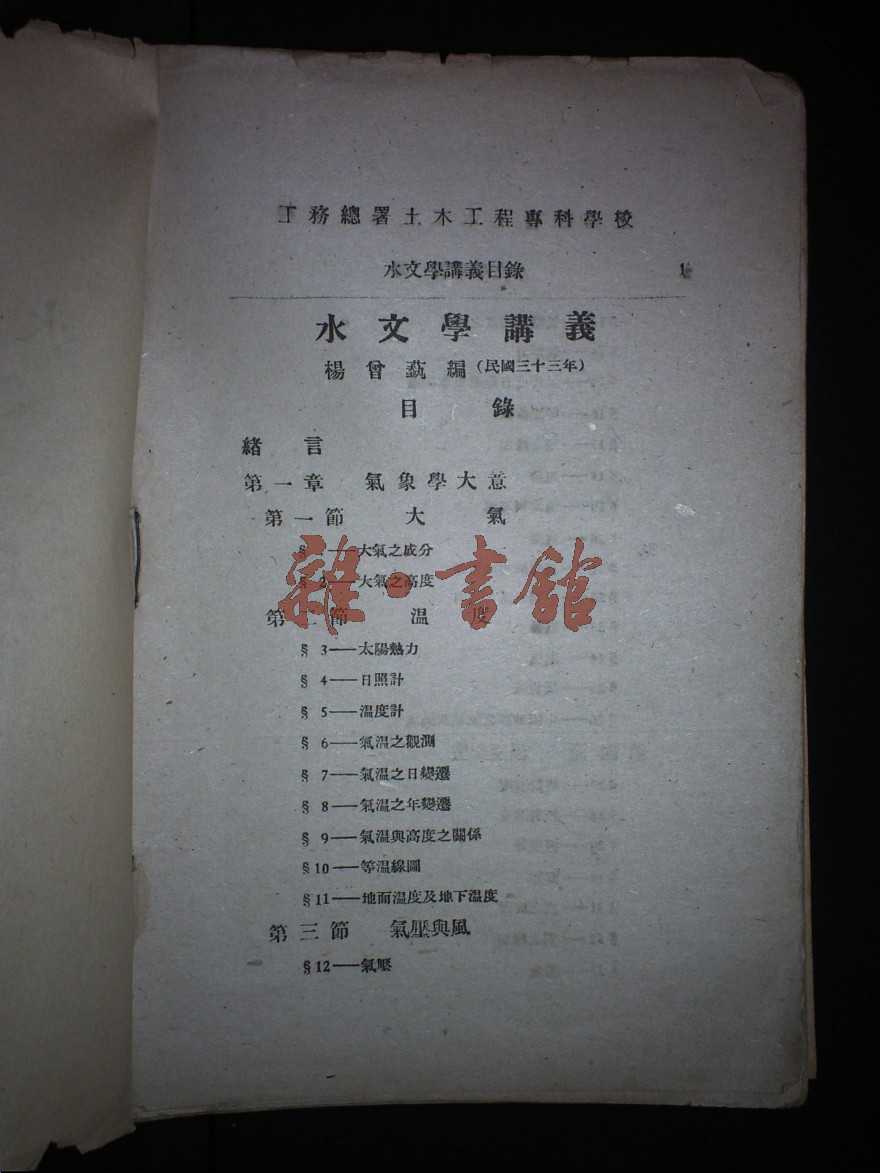 工務總署土木工程專科學校
水文學講義目錄 1
水文學講義
楊曾藝編(民國三十三年)
目錄
緒言
第一章 氣象學大意
第一節 大氣
§ 1——大氣之成分
§ 2——大氣之高度
雜·書館
第二節 溫度
§ 3——太陽熱力
§ 4——日照計
§ 5——溫度計
§ 6——氣溫之觀測
§ 7——氣溫之日變遷
§ 8——氣溫之年變遷
§ 9——氣溫與高度之關係
§10——等溫線圖
§11——地面溫度及地下溫度
第三節 氣壓與風
§12——氣壓